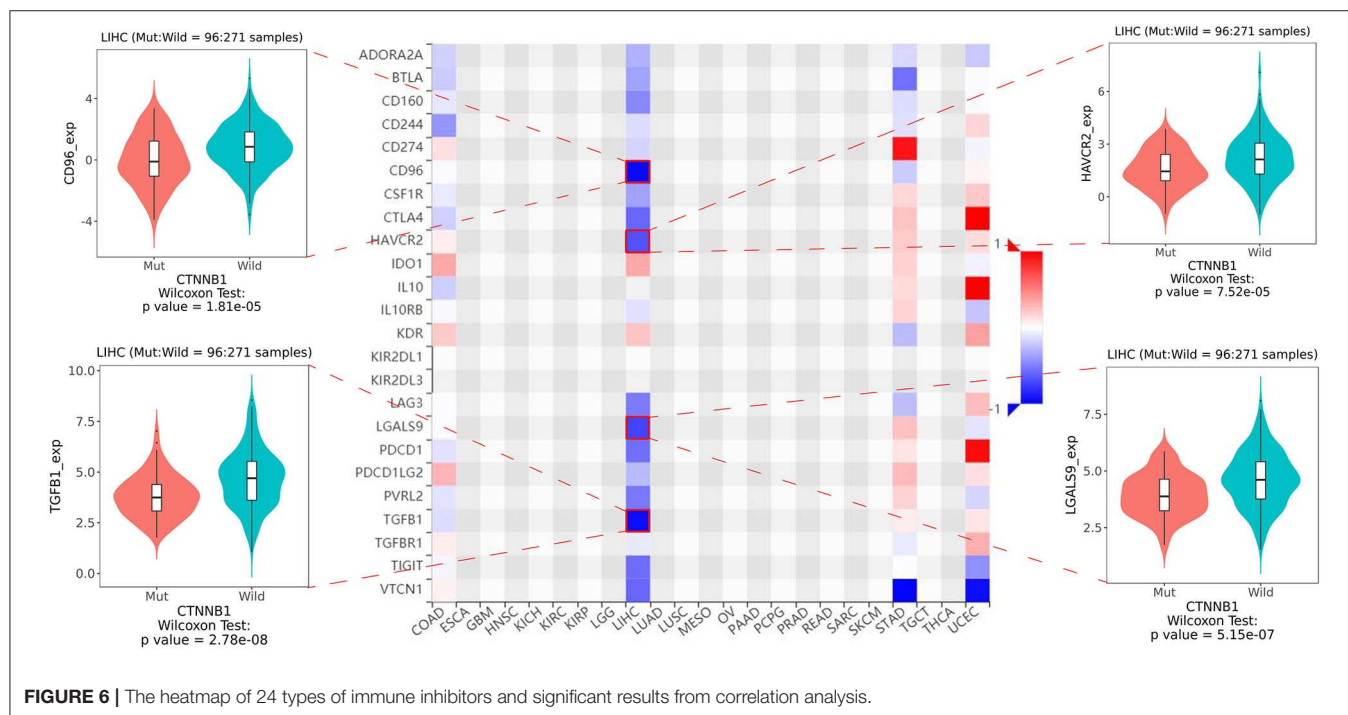 LIHC (Mut:Wild = 96:271 samples)
CD96_exp
4
0
-4
Mut Wild
CTNNB1
Wilcoxon Test:
p value = 1.81e-05
LIHC (Mut:Wild = 96:271 samples)
TGFB1_exp
10.0
7.5
5.0
2.5
0.0
Mut Wild
CTNNB1
Wilcoxon Test:
p value = 2.78e-08
ADORA2A
BTLA
CD160
CD244
CD274
CD96
CSF1R
CTLA4
HAVCR2
IDO1
IL10
IL10RB
KDR
KIR2DL1
KIR2DL3
LAG3
LGALS9
PDCD1
PDCD1LG2
PVRL2
TGFB1
TGFBR1
TIGIT
VTCN1
COAD ESCA GBM HNSC KICH KIRC KIRP LGG LIHC LUAD LUSC MESO OV PAAD PCPG PRAD READ SARC SKCM STAD TGCT THCA UCEC
1
-1
LIHC (Mut:Wild = 96:271 samples)
HAVCR2_exp
6
3
0
Mut Wild
CTNNB1
Wilcoxon Test:
p value = 7.52e-05
LIHC (Mut:Wild = 96:271 samples)
LGALS9_exp
7.5
5.0
2.5
Mut Wild
CTNNB1
Wilcoxon Test:
p value = 5.15e-07
FIGURE 6 | The heatmap of 24 types of immune inhibitors and significant results from correlation analysis.